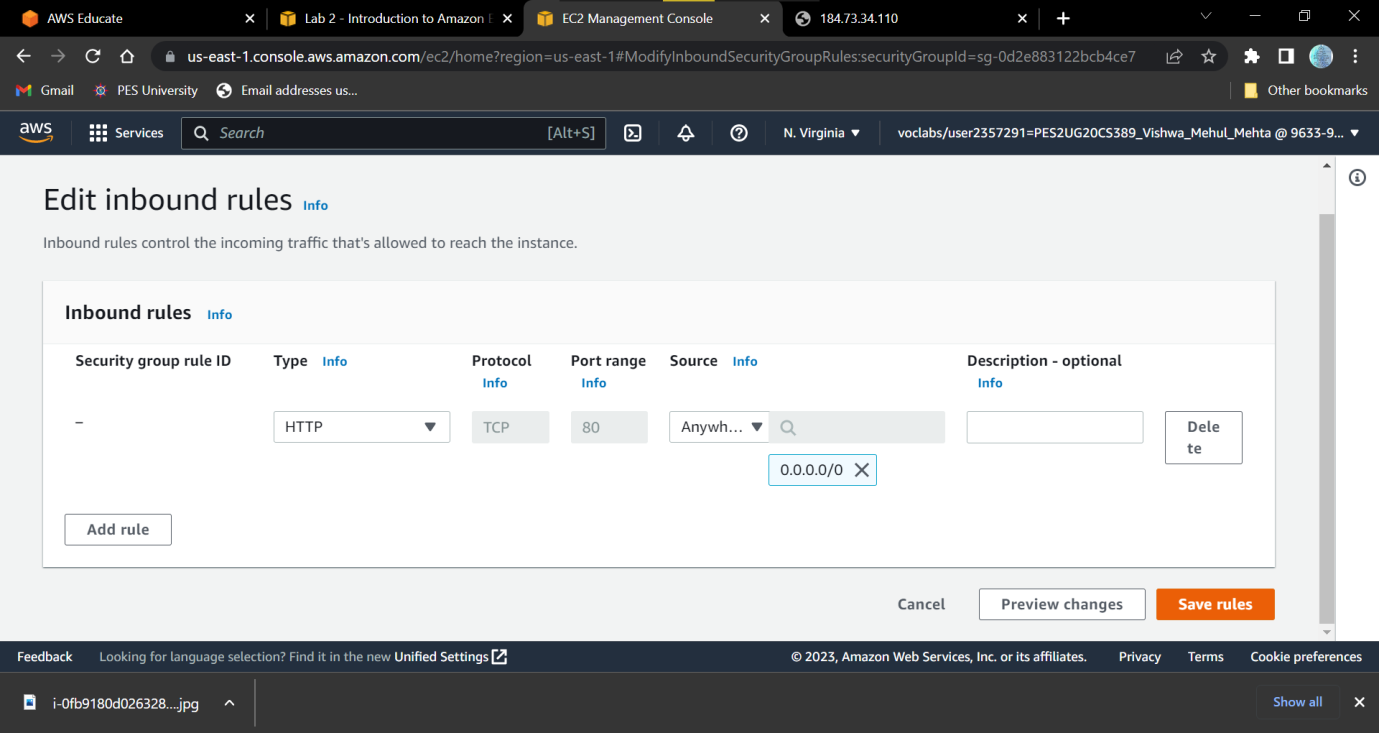 AWS Educate
Lab 2 - Introduction to Amazon E
EC2 Management Console
184.73.34.110
us-east-1.console.aws.amazon.com/ec2/home?region=us-east-1#ModifyInboundSecurityGroupRules:securityGroupId=sg-0d2e883122bcb4ce7
Gmail
PES University
Email addresses us...
Other bookmarks
aws
Services
Search
[Alt+S]
N. Virginia
voclabs/user2357291=PES2UG20CS389_Vishwa_Mehul_Mehta @ 9633-9...
Edit inbound rules Info
Inbound rules control the incoming traffic that's allowed to reach the instance.
Inbound rules Info
Security group rule ID
Type Info
Protocol
Info
Port range
Info
Source Info
Description - optional
Info
–
HTTP
TCP
80
Anywh...
0.0.0.0/0
Dele
te
Add rule
Cancel
Preview changes
Save rules
Feedback
Looking for language selection? Find it in the new Unified Settings
© 2023, Amazon Web Services, Inc. or its affiliates.
Privacy
Terms
Cookie preferences
i-0fb9180d026328....jpg
Show all